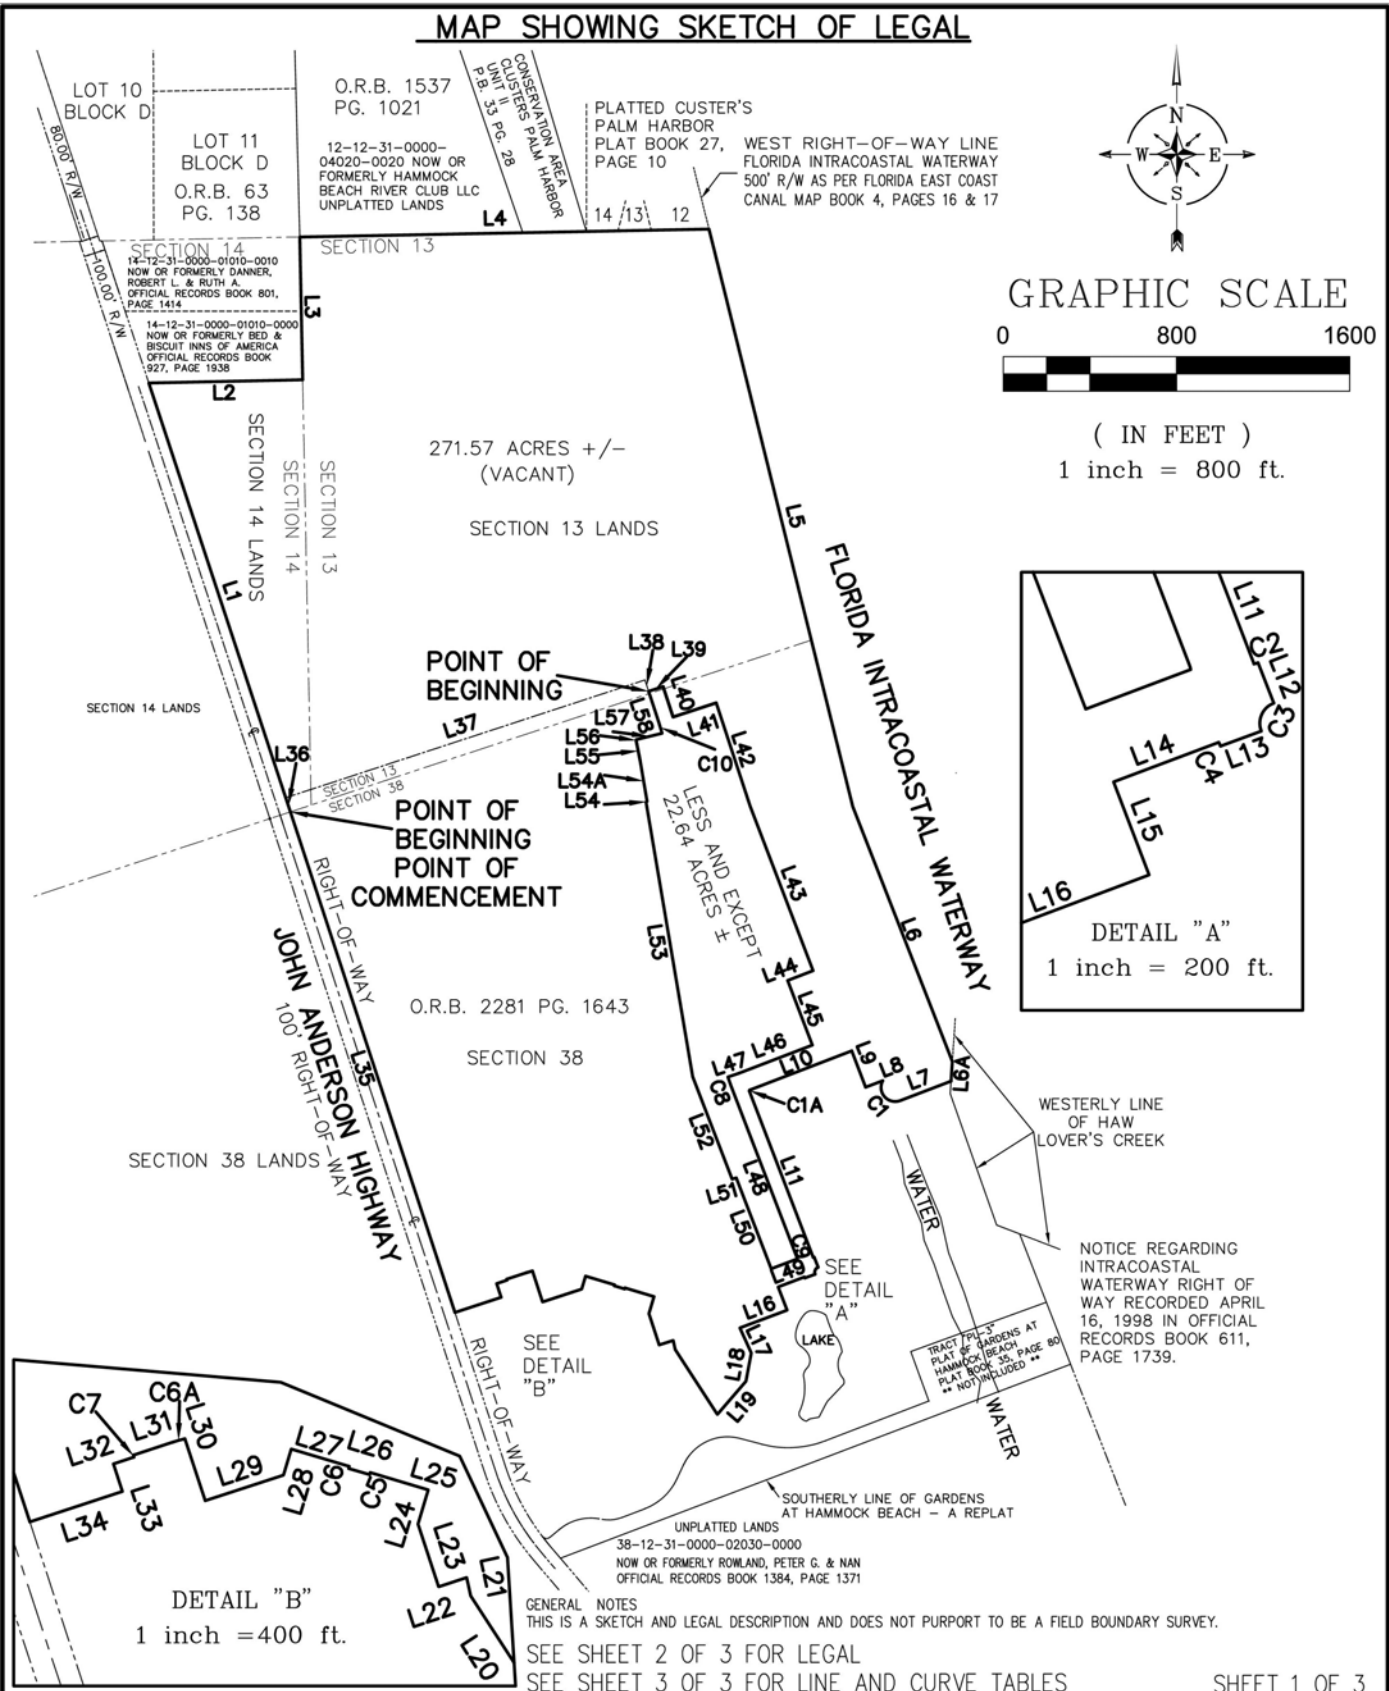 MAP SHOWING SKETCH OF LEGAL
LOT 10
BLOCK D
LOT 11
BLOCK D
O.R.B. 63
PG. 138
O.R.B. 1537
PG. 1021
12-12-31-0000-
04020-0020 NOW OR
FORMERLY HAMMOCK
BEACH RIVER CLUB LLC
UNPLATTED LANDS
CONSERVATION AREA
CLUSTERS PALM HARBOR
UNIT II
P.B. 33 PG. 28
PLATTED CUSTER'S
PALM HARBOR
PLAT BOOK 27,
PAGE 10
WEST RIGHT-OF-WAY LINE
FLORIDA INTRACOASTAL WATERWAY
500' R/W AS PER FLORIDA EAST COAST
CANAL MAP BOOK 4, PAGES 16 & 17
N
W
E
S
80.00' R/W
100.00' R/W
L4
14
13
12
SECTION 14
SECTION 13
14-12-31-0000-01010-0010
NOW OR FORMERLY DANNER,
ROBERT L. & RUTH A.
OFFICIAL RECORDS BOOK 801,
PAGE 1414
14-12-31-0000-01010-0000
NOW OR FORMERLY BED &
BISCUIT INNS OF AMERICA
OFFICIAL RECORDS BOOK
927, PAGE 1938
L3
L2
GRAPHIC SCALE
0
800
1600
( IN FEET )
1 inch = 800 ft.
SECTION 14 LANDS
SECTION 14
SECTION 13
271.57 ACRES +/-
(VACANT)
SECTION 13 LANDS
L5
L1
FLORIDA INTRACOASTAL WATERWAY
L11
C2
L12
C3
L13
C4
L14
L15
L16
DETAIL "A"
1 inch = 200 ft.
SECTION 14 LANDS
POINT OF
BEGINNING
L38
L39
L40
L41
L42
L37
L57
L58
L56
L55
L54A
L54
C10
L36
℄
SECTION 13
SECTION 38
POINT OF
BEGINNING
POINT OF
COMMENCEMENT
LESS AND EXCEPT
22.64 ACRES ±
L43
L6
L53
RIGHT-OF-WAY
JOHN ANDERSON HIGHWAY
100' RIGHT-OF-WAY
L35
O.R.B. 2281 PG. 1643
SECTION 38
L44
L45
L46
L47
L10
L9
L8
L7
L6A
C8
C1
C1A
WESTERLY LINE
OF HAW
LOVER'S CREEK
SECTION 38 LANDS
L52
L11
L48
L51
L50
C9
49
℄
WATER
SEE
DETAIL
"A"
NOTICE REGARDING
INTRACOASTAL
WATERWAY RIGHT OF
WAY RECORDED APRIL
16, 1998 IN OFFICIAL
RECORDS BOOK 611,
PAGE 1739.
L16
L17
L18
L19
LAKE
TRACT "PL-3"
PLAT OF GARDENS AT
HAMMOCK BEACH
PLAT BOOK 35, PAGE 80
** NOT INCLUDED **
SEE
DETAIL
"B"
RIGHT-OF-WAY
WATER
C7
C6A
L32
L31
L30
L29
L27
L26
L25
L28
C6
C5
L24
L34
L33
L23
L21
L22
L20
DETAIL "B"
1 inch =400 ft.
SOUTHERLY LINE OF GARDENS
AT HAMMOCK BEACH - A REPLAT
UNPLATTED LANDS
38-12-31-0000-02030-0000
NOW OR FORMERLY ROWLAND, PETER G. & NAN
OFFICIAL RECORDS BOOK 1384, PAGE 1371
GENERAL NOTES
THIS IS A SKETCH AND LEGAL DESCRIPTION AND DOES NOT PURPORT TO BE A FIELD BOUNDARY SURVEY.
SEE SHEET 2 OF 3 FOR LEGAL
SEE SHEET 3 OF 3 FOR LINE AND CURVE TABLES
SHEET 1 OF 3